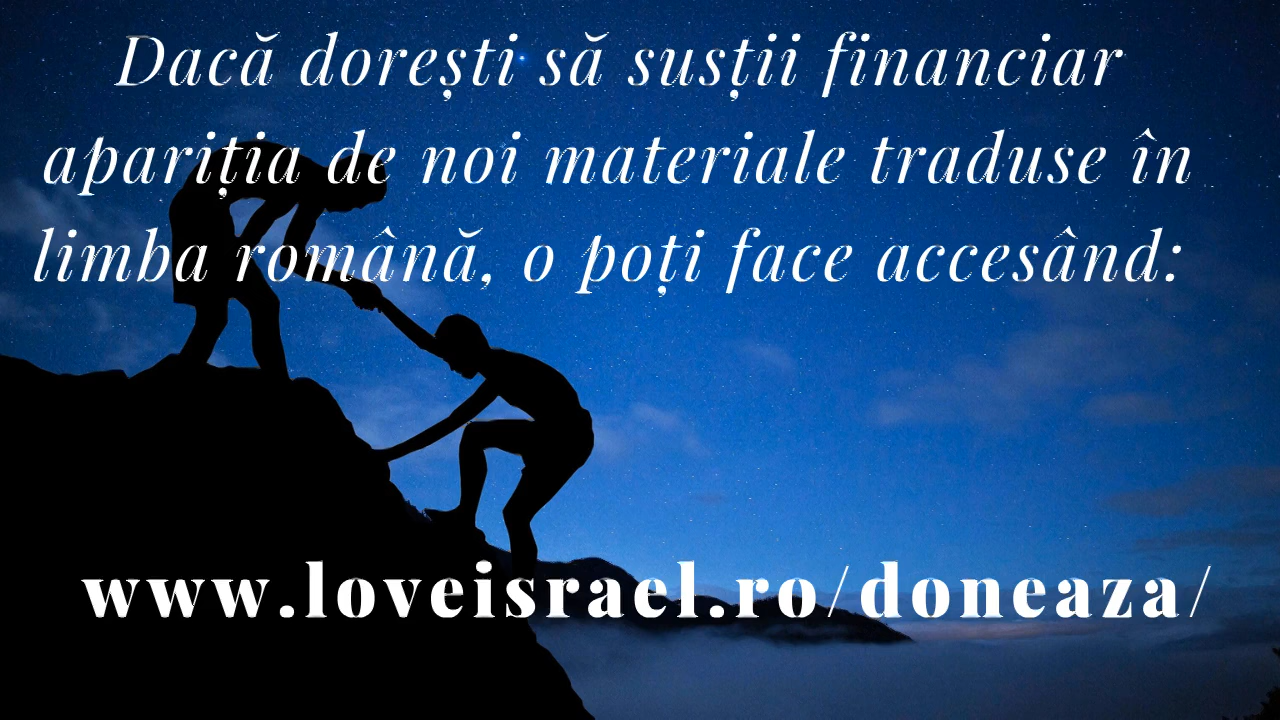 Dacă dorești să susții financiar
apariția de noi materiale traduse în
limba română, o poți face accesând:
www.loveisrael.ro/doneaza/